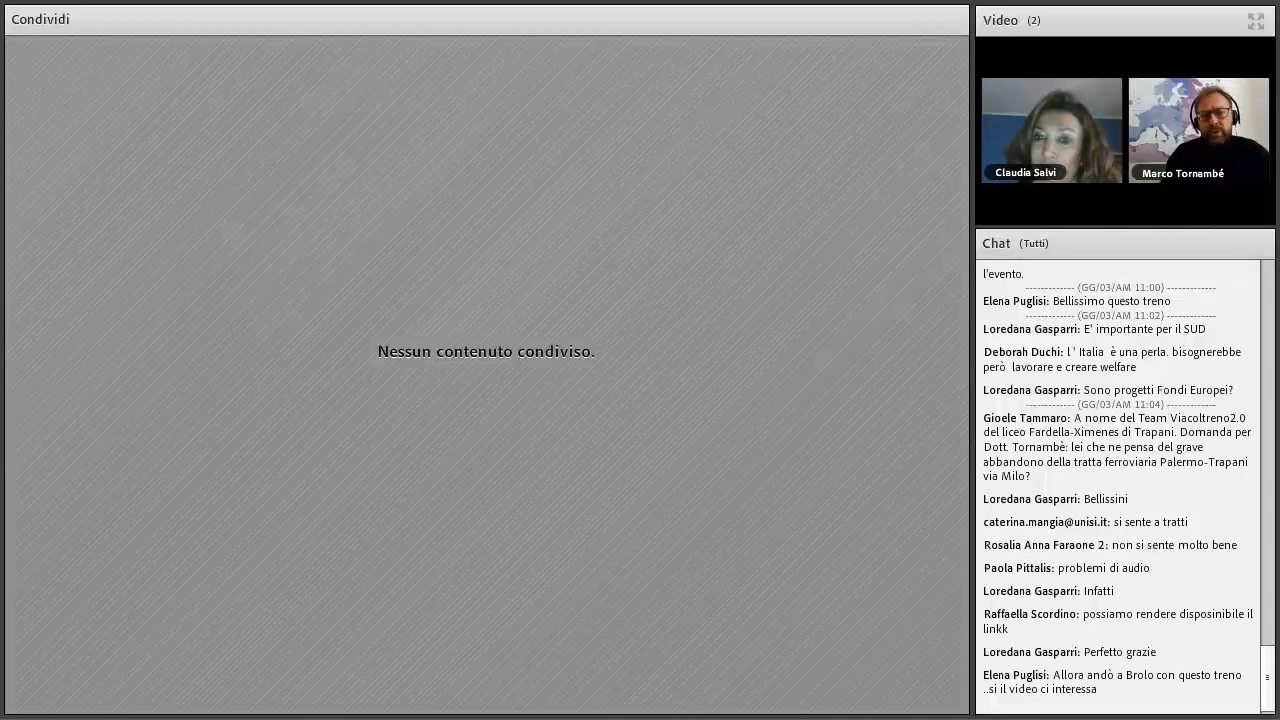 Condividi
Nessun contenuto condiviso.
Video (2)
Claudia Salvi
Marco Tornambé
Chat (Tutti)
l'evento.
------------- (GG/03/AM 11:00) -------------
Elena Puglisi: Bellissimo questo treno
------------- (GG/03/AM 11:02) -------------
Loredana Gasparri: E' importante per il SUD
Deborah Duchi: l ' Italia è una perla. bisognerebbe
però lavorare e creare welfare
Loredana Gasparri: Sono progetti Fondi Europei?
------------- (GG/03/AM 11:04) -------------
Gioele Tammaro: A nome del Team Viacoltreno2.0
del liceo Fardella-Ximenes di Trapani. Domanda per
Dott. Tornambè: lei che ne pensa del grave
abbandono della tratta ferroviaria Palermo-Trapani
via Milo?
Loredana Gasparri: Bellissini
caterina.mangia@unisi.it: si sente a tratti
Rosalia Anna Faraone 2: non si sente molto bene
Paola Pittalis: problemi di audio
Loredana Gasparri: Infatti
Raffaella Scordino: possiamo rendere disposinibile il
linkk
Loredana Gasparri: Perfetto grazie
Elena Puglisi: Allora andò a Brolo con questo treno
..si il video ci interessa